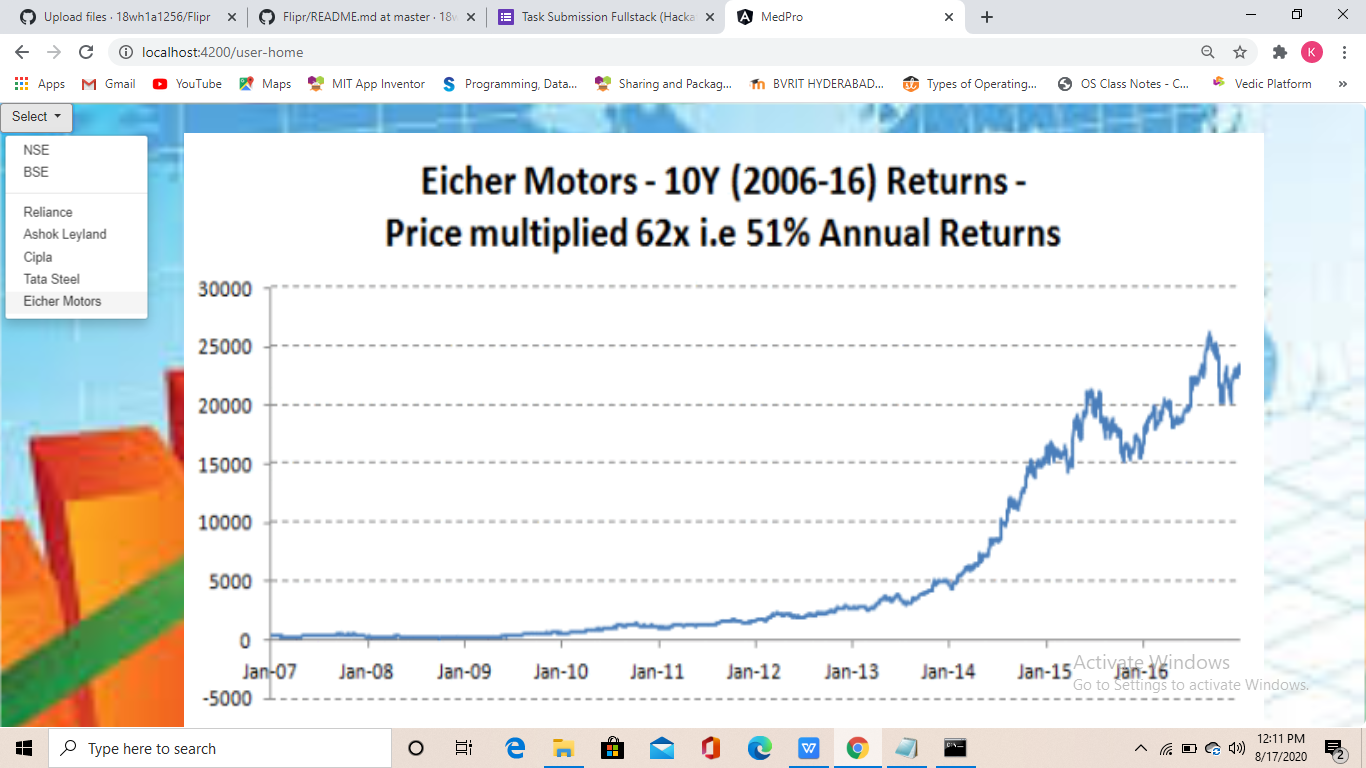 Upload files · 18wh1a1256/Flipr
Flipr/README.md at master · 18w
Task Submission Fullstack (Hacka
MedPro
localhost:4200/user-home
K
Apps
Gmail
YouTube
Maps
MIT App Inventor
Programming, Data...
Sharing and Packag...
BVRIT HYDERABAD...
Types of Operating...
OS Class Notes - C...
Vedic Platform
»
Select
NSE
BSE
Reliance
Ashok Leyland
Cipla
Tata Steel
Eicher Motors
Eicher Motors - 10Y (2006-16) Returns -
Price multiplied 62x i.e 51% Annual Returns
30000
25000
20000
15000
10000
5000
0
Jan-07 Jan-08 Jan-09 Jan-10 Jan-11 Jan-12 Jan-13 Jan-14 Jan-15 Jan-16
-5000
Activate Windows
Go to Settings to activate Windows.
Type here to search
12:11 PM
8/17/2020
2